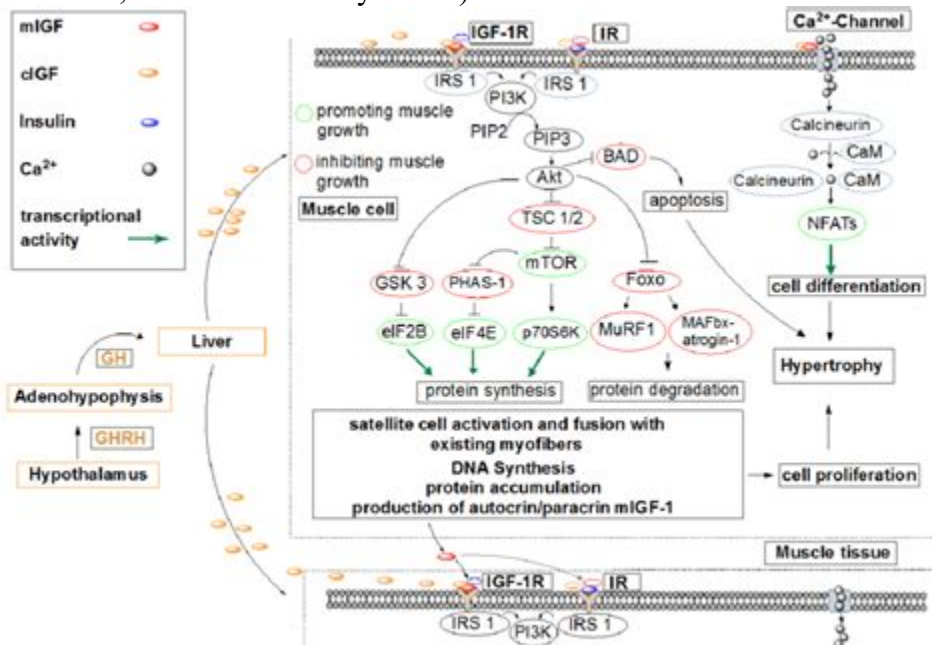 mIGF
cIGF
Insulin
Ca²⁺
transcriptional
activity
IGF-1R
IR
Ca²⁺-Channel
IRS 1
IRS 1
PI3K
promoting muscle
growth
PIP2
PIP3
inhibiting muscle
growth
BAD
Akt
Muscle cell
apoptosis
TSC 1/2
Calcineurin
CaM
Calcineurin
CaM
NFATs
mTOR
GSK 3
PHAS-1
Foxo
cell differentiation
eIF2B
eIF4E
p70S6K
MuRF1
MAFbx-
atrogin-1
Hypertrophy
protein synthesis
protein degradation
Liver
GH
Adenohypophysis
GHRH
Hypothalamus
satellite cell activation and fusion with
existing myofibers
DNA Synthesis
protein accumulation
production of autocrin/paracrin mIGF-1
cell proliferation
Muscle tissue
IGF-1R
IR
IRS 1
PI3K
IRS 1